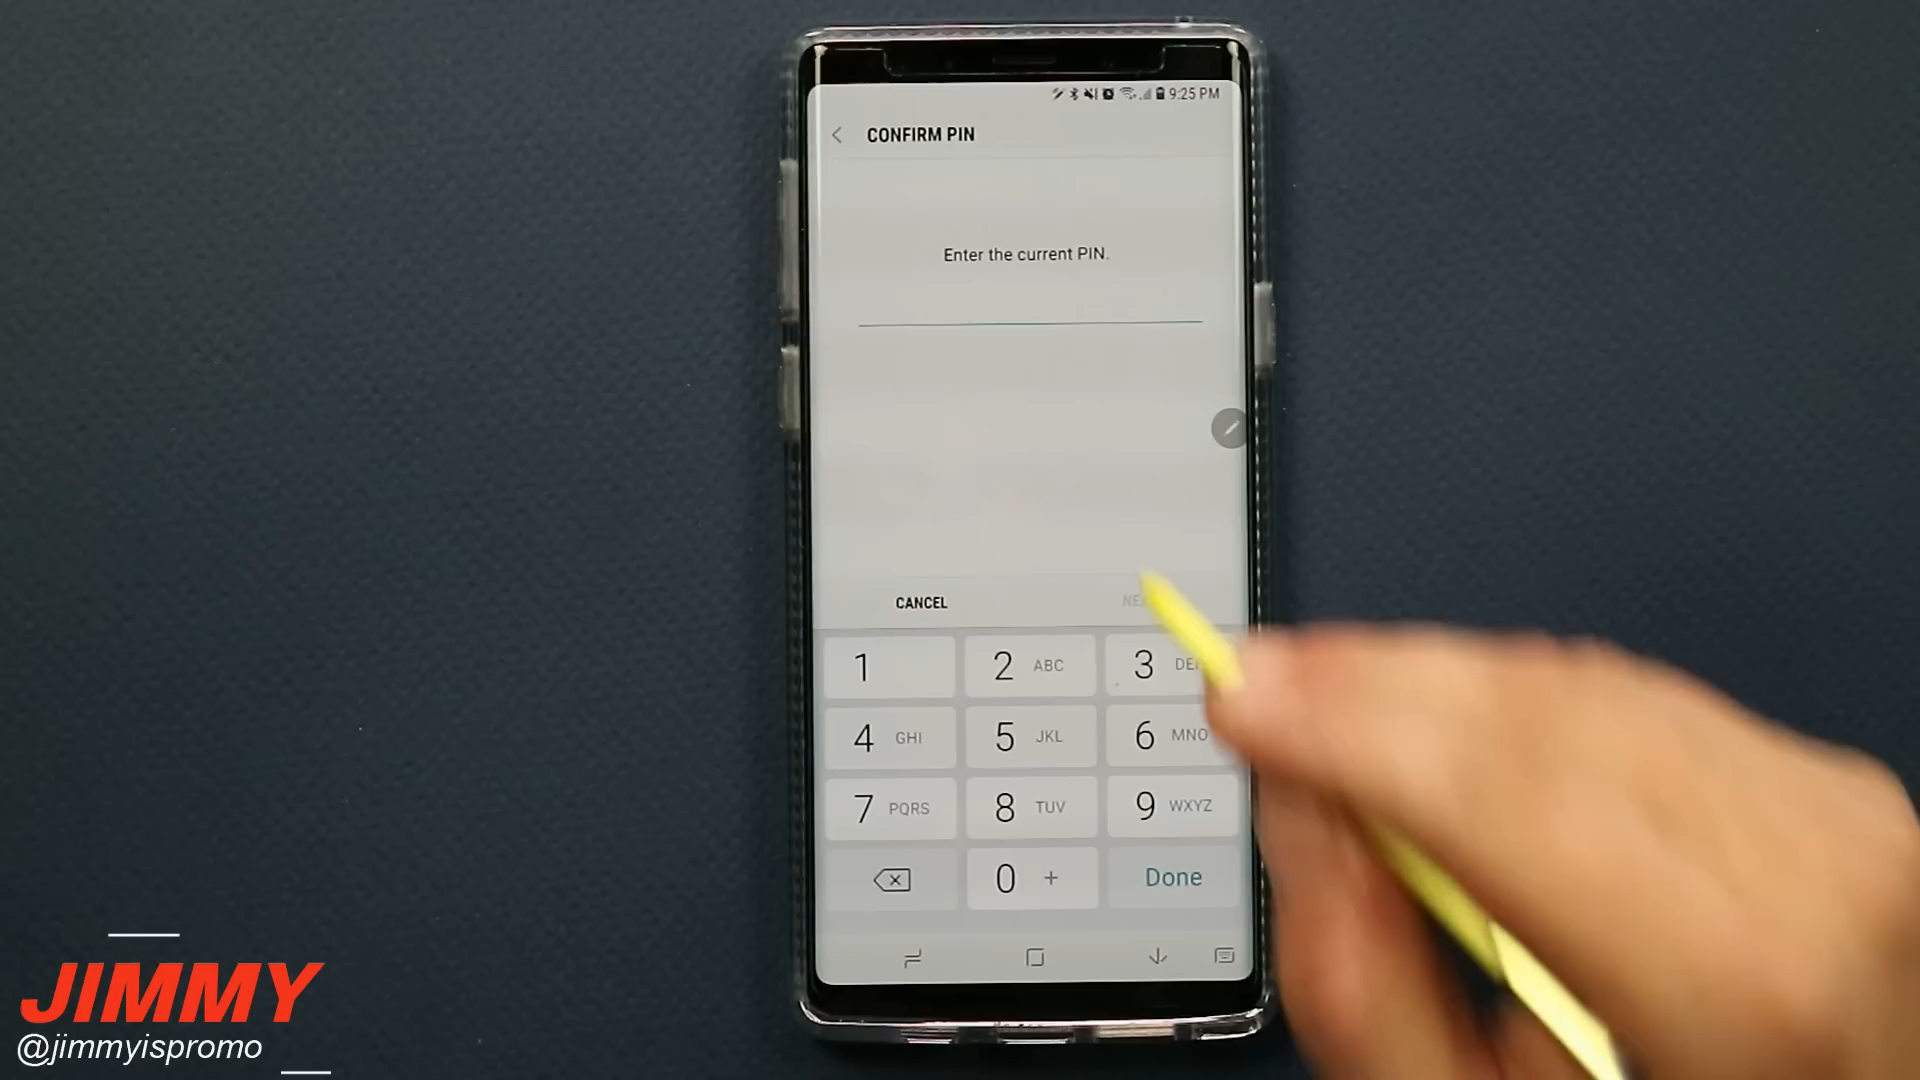 9:25 PM
CONFIRM PIN
Enter the current PIN.
CANCEL
1
2 ABC
3
4 GHI
5 JKL
6 MNO
7 PQRS
8 TUV
9 WXYZ
0 +
Done
JIMMY
@jimmyispromo